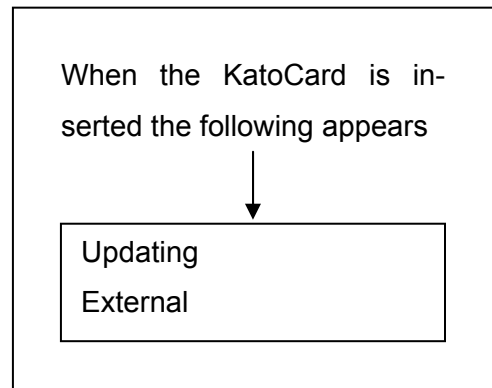 When the KatoCard is in-
serted the following appears
Updating
External